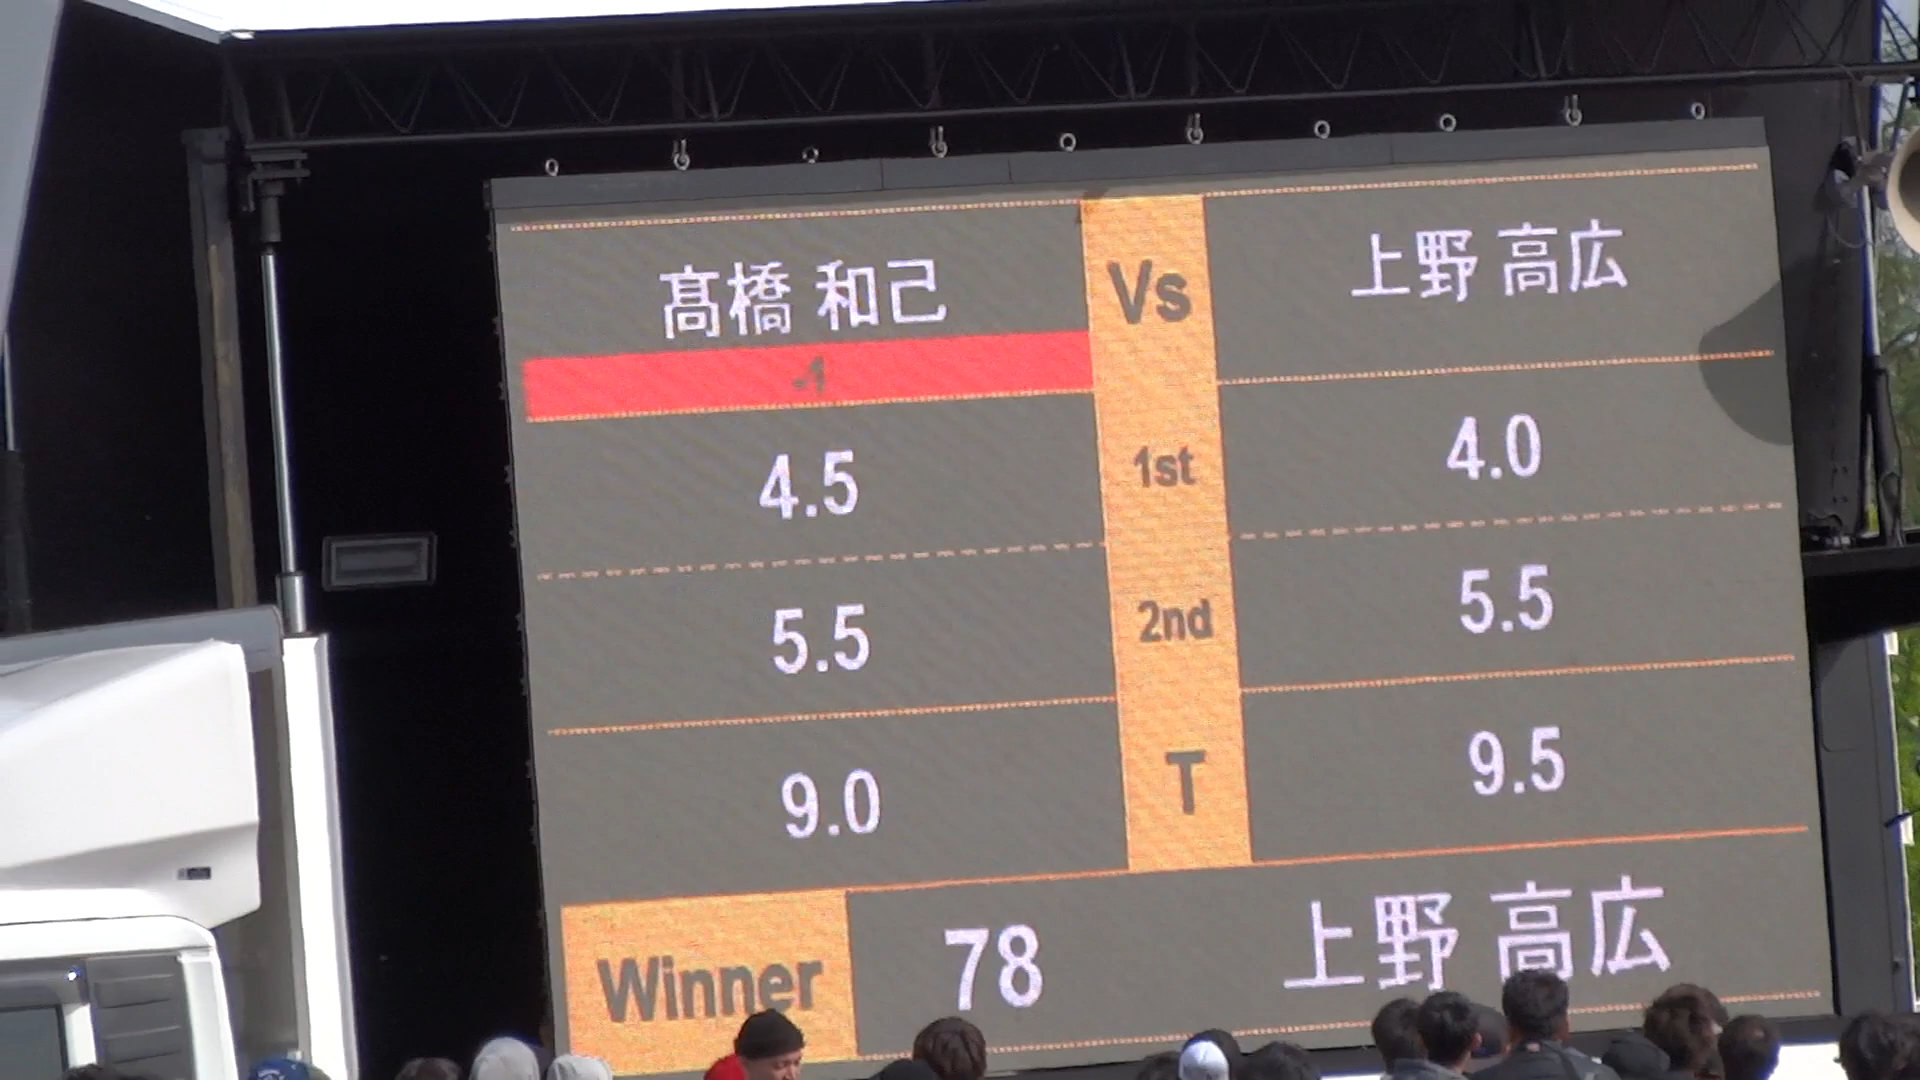 髙橋 和己 Vs 上野 高広
-1
4.5 1st 4.0
5.5 2nd 5.5
9.0 T 9.5
Winner 78 上野 高広